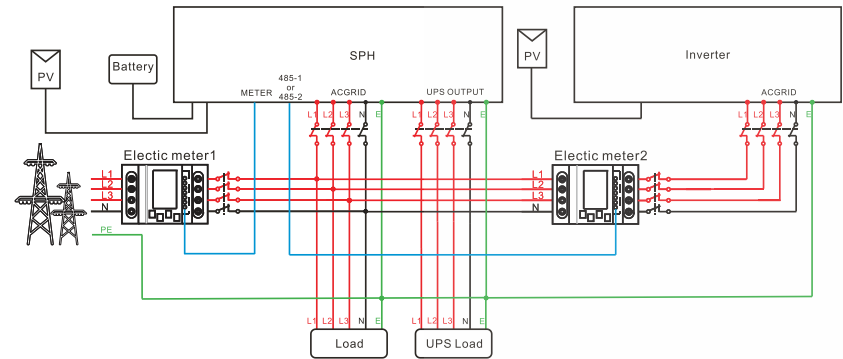 SPH
Inverter
PV
Battery
PV
METER
485-1
or
485-2
ACGRID
UPS OUTPUT
ACGRID
L1 L2 L3 N E
L1 L2 L3 N E
L1 L2 L3 N E
Electic meter1
Electic meter2
L1
L2
L3
N
PE
L1
L2
L3
N
L1 L2 L3 N E
L1 L2 L3 N E
Load
UPS Load